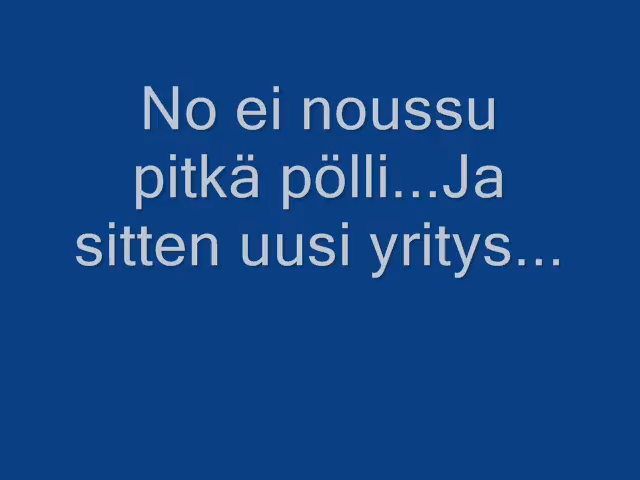 No ei noussu
pitkä pölli...Ja
sitten uusi yritys...